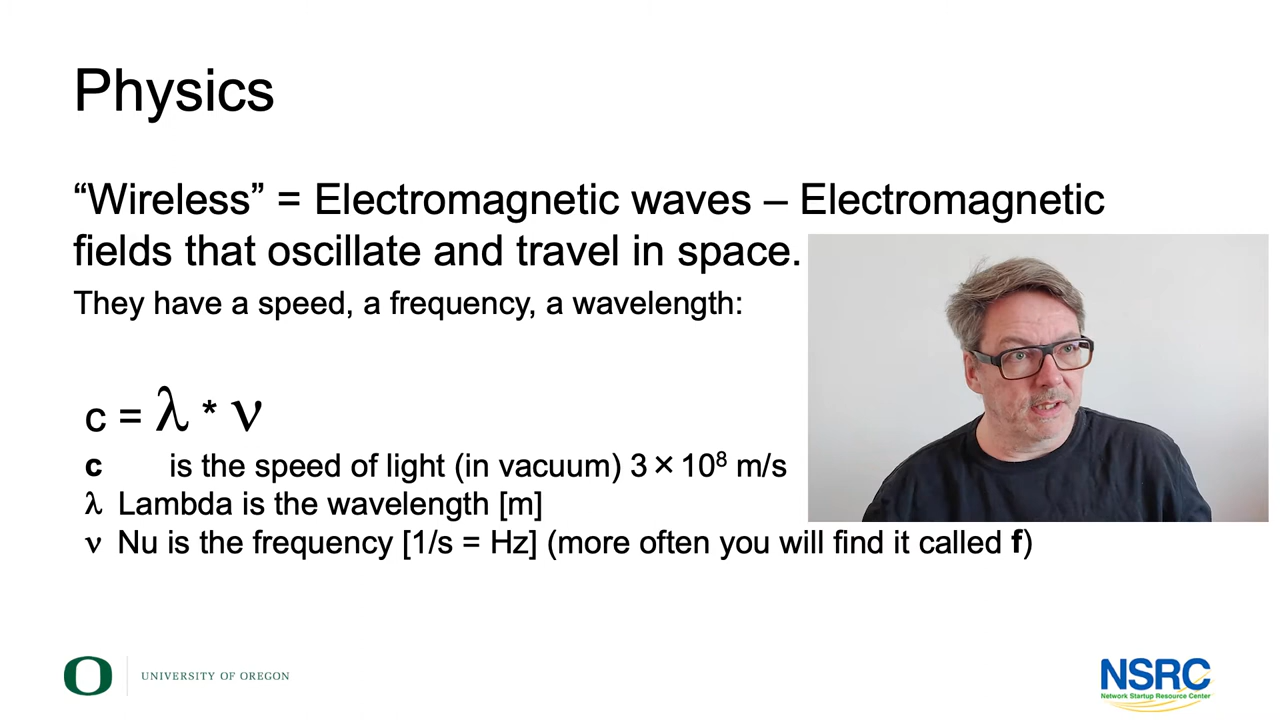 Physics
“Wireless” = Electromagnetic waves – Electromagnetic
fields that oscillate and travel in space.
They have a speed, a frequency, a wavelength:
c = λ * ν
c is the speed of light (in vacuum) 3 × 10⁸ m/s
λ Lambda is the wavelength [m]
ν Nu is the frequency [1/s = Hz] (more often you will find it called f)
O UNIVERSITY OF OREGON
NSRC
Network Startup Resource Center